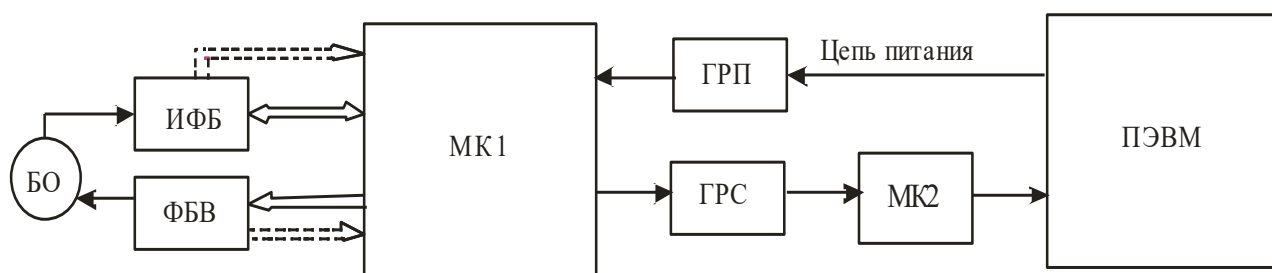 Цепь питания
ГРП
ИФБ
МК1
ПЭВМ
БО
ФБВ
ГРС
МК2